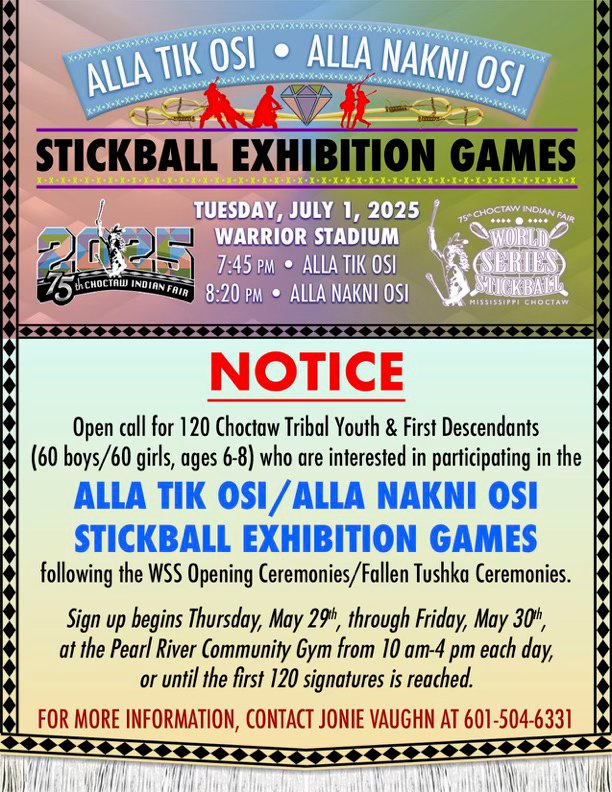 ALLA TIK OSI • ALLA NAKNI OSI
STICKBALL EXHIBITION GAMES
TUESDAY, JULY 1, 2025
WARRIOR STADIUM
7:45 PM • ALLA TIK OSI
8:20 PM • ALLA NAKNI OSI
2025
75th CHOCTAW INDIAN FAIR
75th CHOCTAW INDIAN FAIR
WORLD
SERIES
STICKBALL
MISSISSIPPI CHOCTAW
NOTICE
Open call for 120 Choctaw Tribal Youth & First Descendants
(60 boys/60 girls, ages 6-8) who are interested in participating in the
ALLA TIK OSI/ALLA NAKNI OSI
STICKBALL EXHIBITION GAMES
following the WSS Opening Ceremonies/Fallen Tushka Ceremonies.
Sign up begins Thursday, May 29th, through Friday, May 30th,
at the Pearl River Community Gym from 10 am-4 pm each day,
or until the first 120 signatures is reached.
FOR MORE INFORMATION, CONTACT JONIE VAUGHN AT 601-504-6331